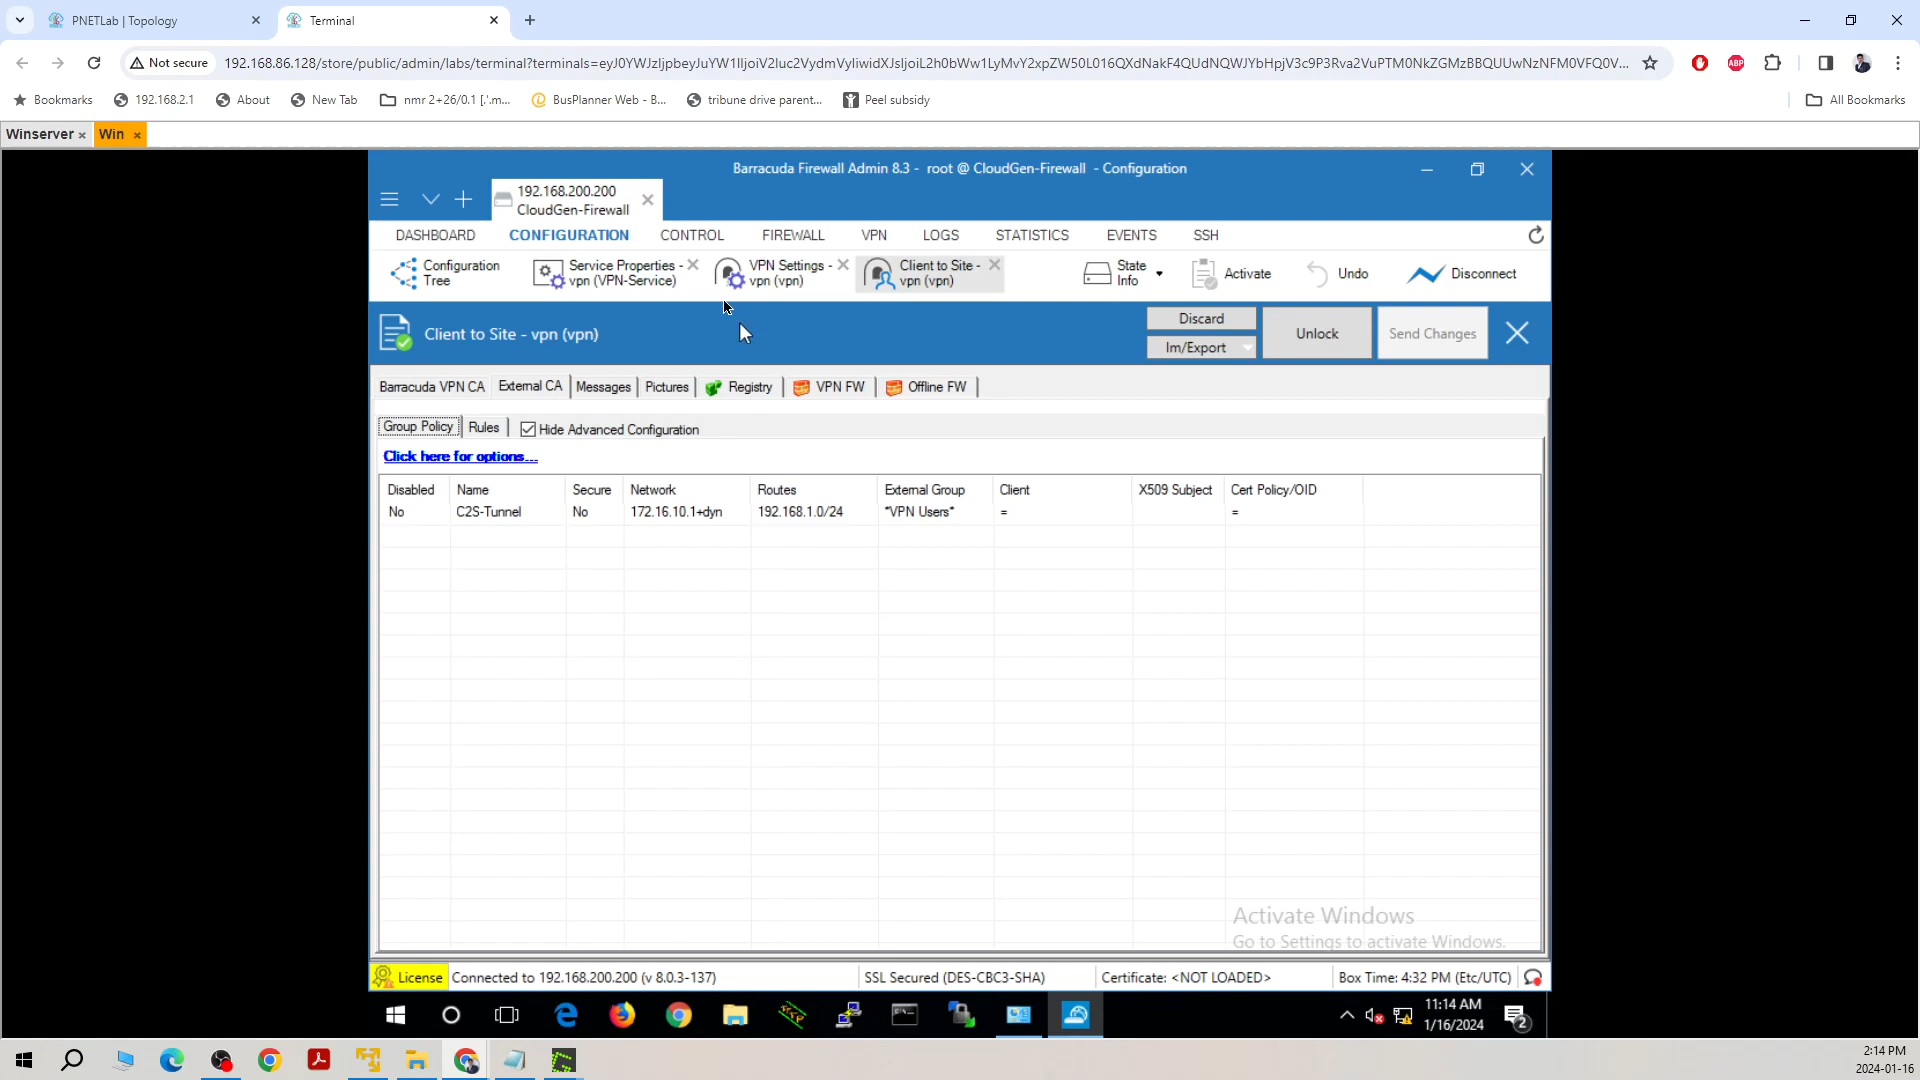 PNETLab | Topology
Terminal
Not secure
192.168.86.128/store/public/admin/labs/terminal?terminals=
Bookmarks
192.168.2.1
About
New Tab
nmr 2+26/0.1 [.'.m...
BusPlanner Web - B...
tribune drive parent...
Peel subsidy
All Bookmarks
Winserver
Win
Barracuda Firewall Admin 8.3 - root @ CloudGen-Firewall - Configuration
192.168.200.200
CloudGen-Firewall
DASHBOARD
CONFIGURATION
CONTROL
FIREWALL
VPN
LOGS
STATISTICS
EVENTS
SSH
Configuration
Tree
Service Properties -
vpn (VPN-Service)
VPN Settings -
vpn (vpn)
Client to Site -
vpn (vpn)
State
Info
Activate
Undo
Disconnect
Client to Site - vpn (vpn)
Discard
Im/Export
Unlock
Send Changes
Barracuda VPN CA
External CA
Messages
Pictures
Registry
VPN FW
Offline FW
Group Policy
Rules
Hide Advanced Configuration
Click here for options...
Disabled Name Secure Network Routes External Group Client X509 Subject Cert Policy/OID
No C2S-Tunnel No 172.16.10.1+dyn 192.168.1.0/24 *VPN Users* = =
Activate Windows
Go to Settings to activate Windows.
License
Connected to 192.168.200.200 (v 8.0.3-137)
SSL Secured (DES-CBC3-SHA)
Certificate: <NOT LOADED>
Box Time: 4:32 PM (Etc/UTC)
11:14 AM
1/16/2024
2
2:14 PM
2024-01-16